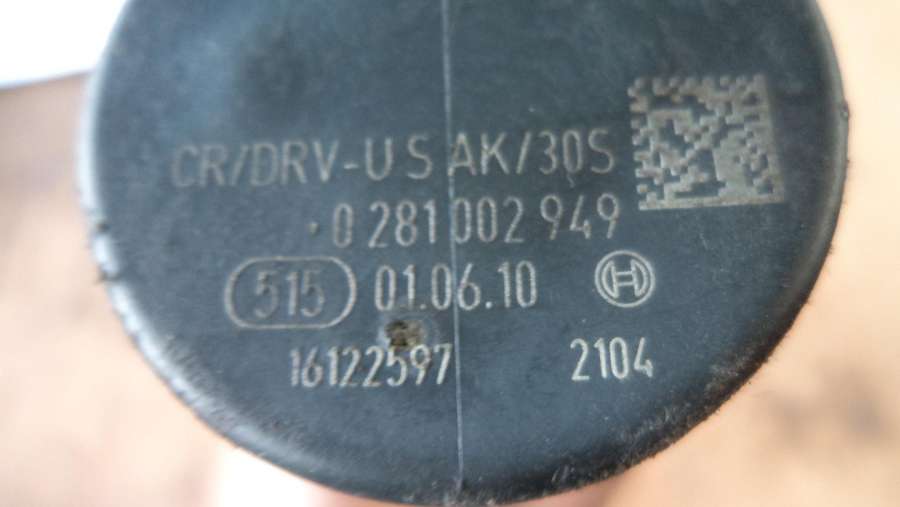 CR/DRV-U S AK/30S
·0 281 002 949
515 01.06.10
16122597 2104